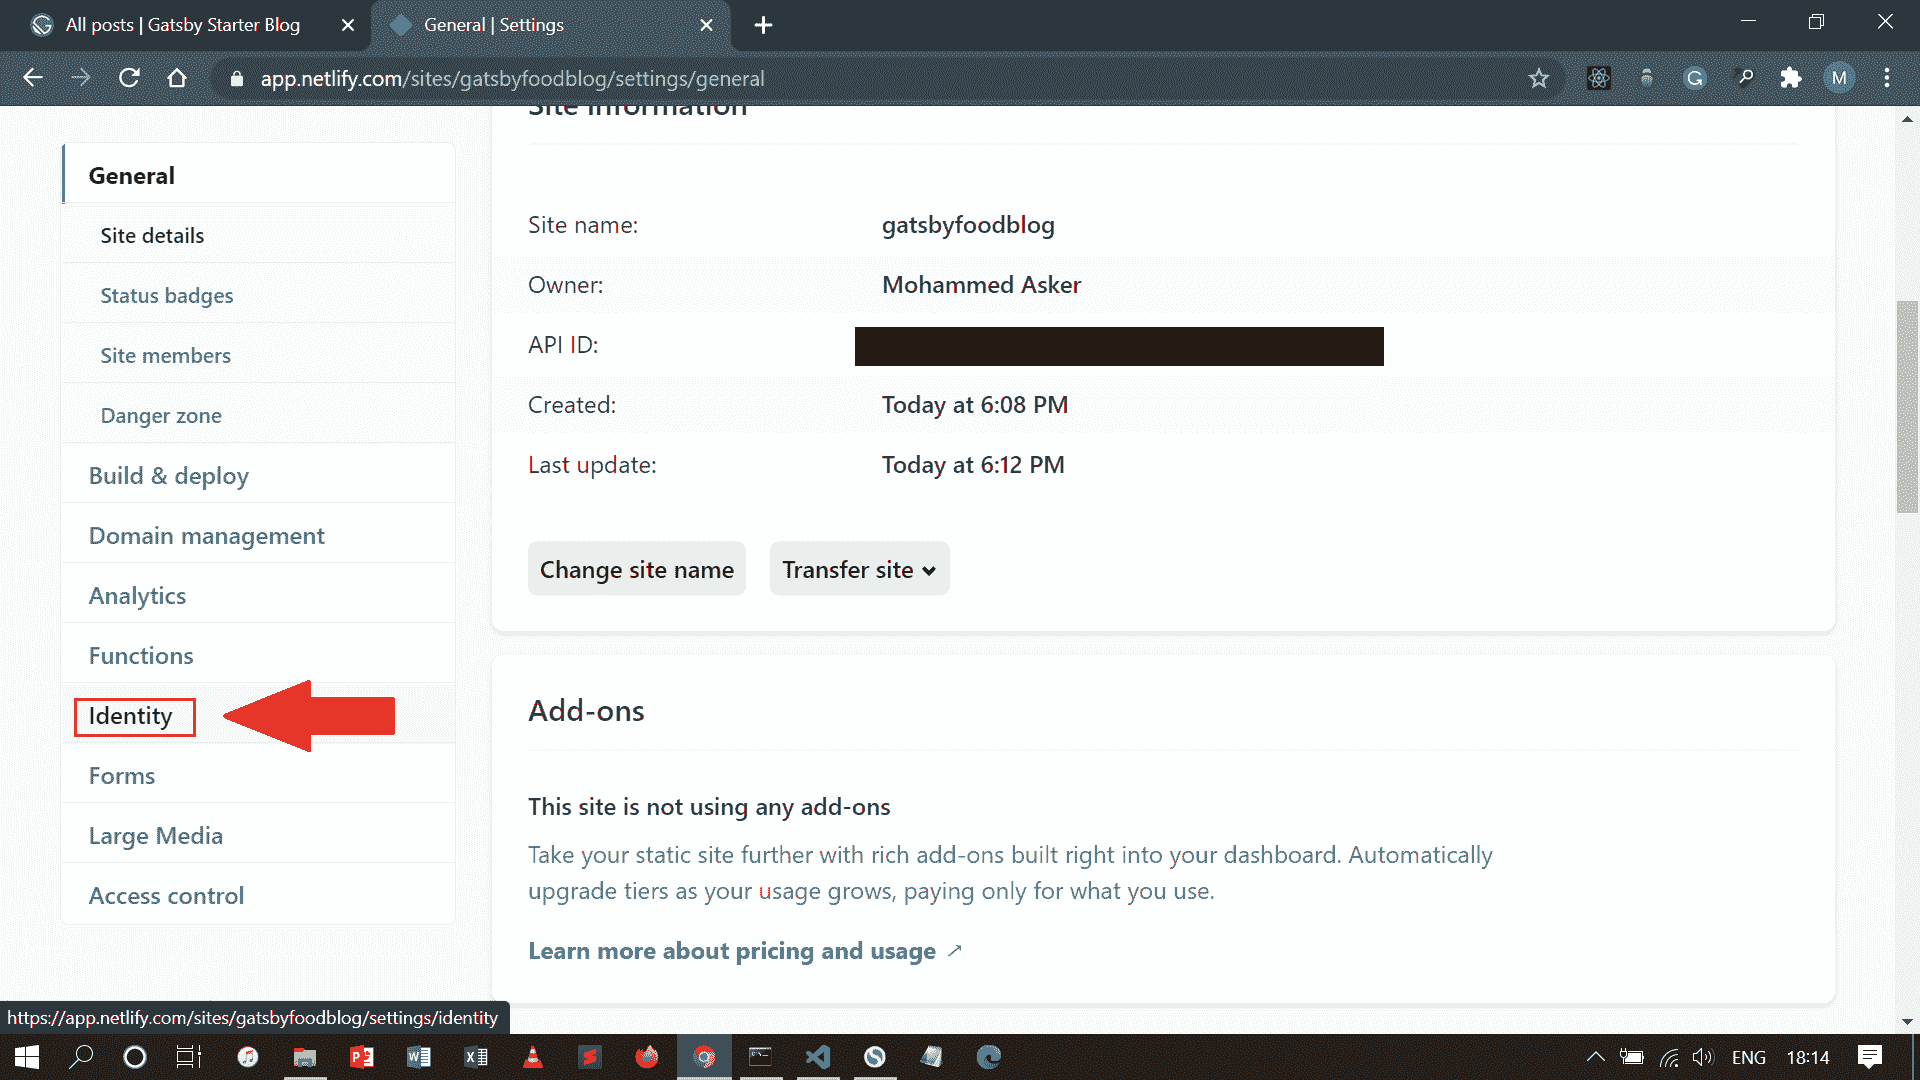 All posts | Gatsby Starter Blog
General | Settings
app.netlify.com/sites/gatsbyfoodblog/settings/general
M
Site information
General
Site details
Status badges
Site members
Danger zone
Build & deploy
Domain management
Analytics
Functions
Identity
Forms
Large Media
Access control
Site name: gatsbyfoodblog
Owner: Mohammed Asker
API ID:
Created: Today at 6:08 PM
Last update: Today at 6:12 PM
Change site name Transfer site
Add-ons
This site is not using any add-ons
Take your static site further with rich add-ons built right into your dashboard. Automatically
upgrade tiers as your usage grows, paying only for what you use.
Learn more about pricing and usage
https://app.netlify.com/sites/gatsbyfoodblog/settings/identity
ENG 18:14